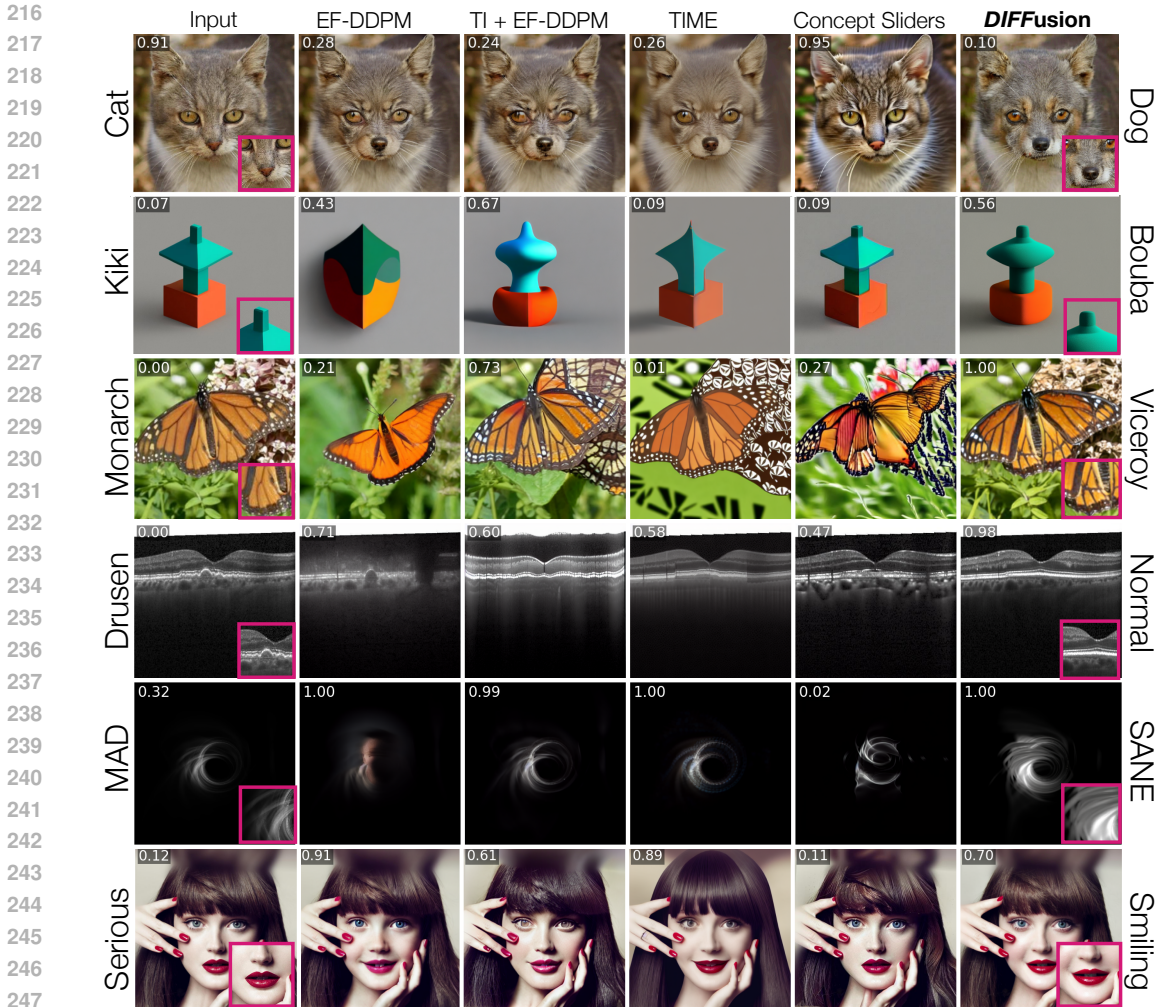 216
Input EF-DDPM TI + EF-DDPM TIME Concept Sliders DIFFusion
217
0.91 0.28 0.24 0.26 0.95 0.10
218
219
Cat Dog
220
221
222
0.07 0.43 0.67 0.09 0.09 0.56
223
224
Kiki Bouba
225
226
227
0.00 0.21 0.73 0.01 0.27 1.00
228
229
Monarch Viceroy
230
231
232
0.00 0.71 0.60 0.58 0.47 0.98
233
234
Drusen Normal
235
236
237
0.32 1.00 0.99 1.00 0.02 1.00
238
239
MAD SANE
240
241
242
0.12 0.91 0.61 0.89 0.11 0.70
243
244
Serious Smiling
245
246
247